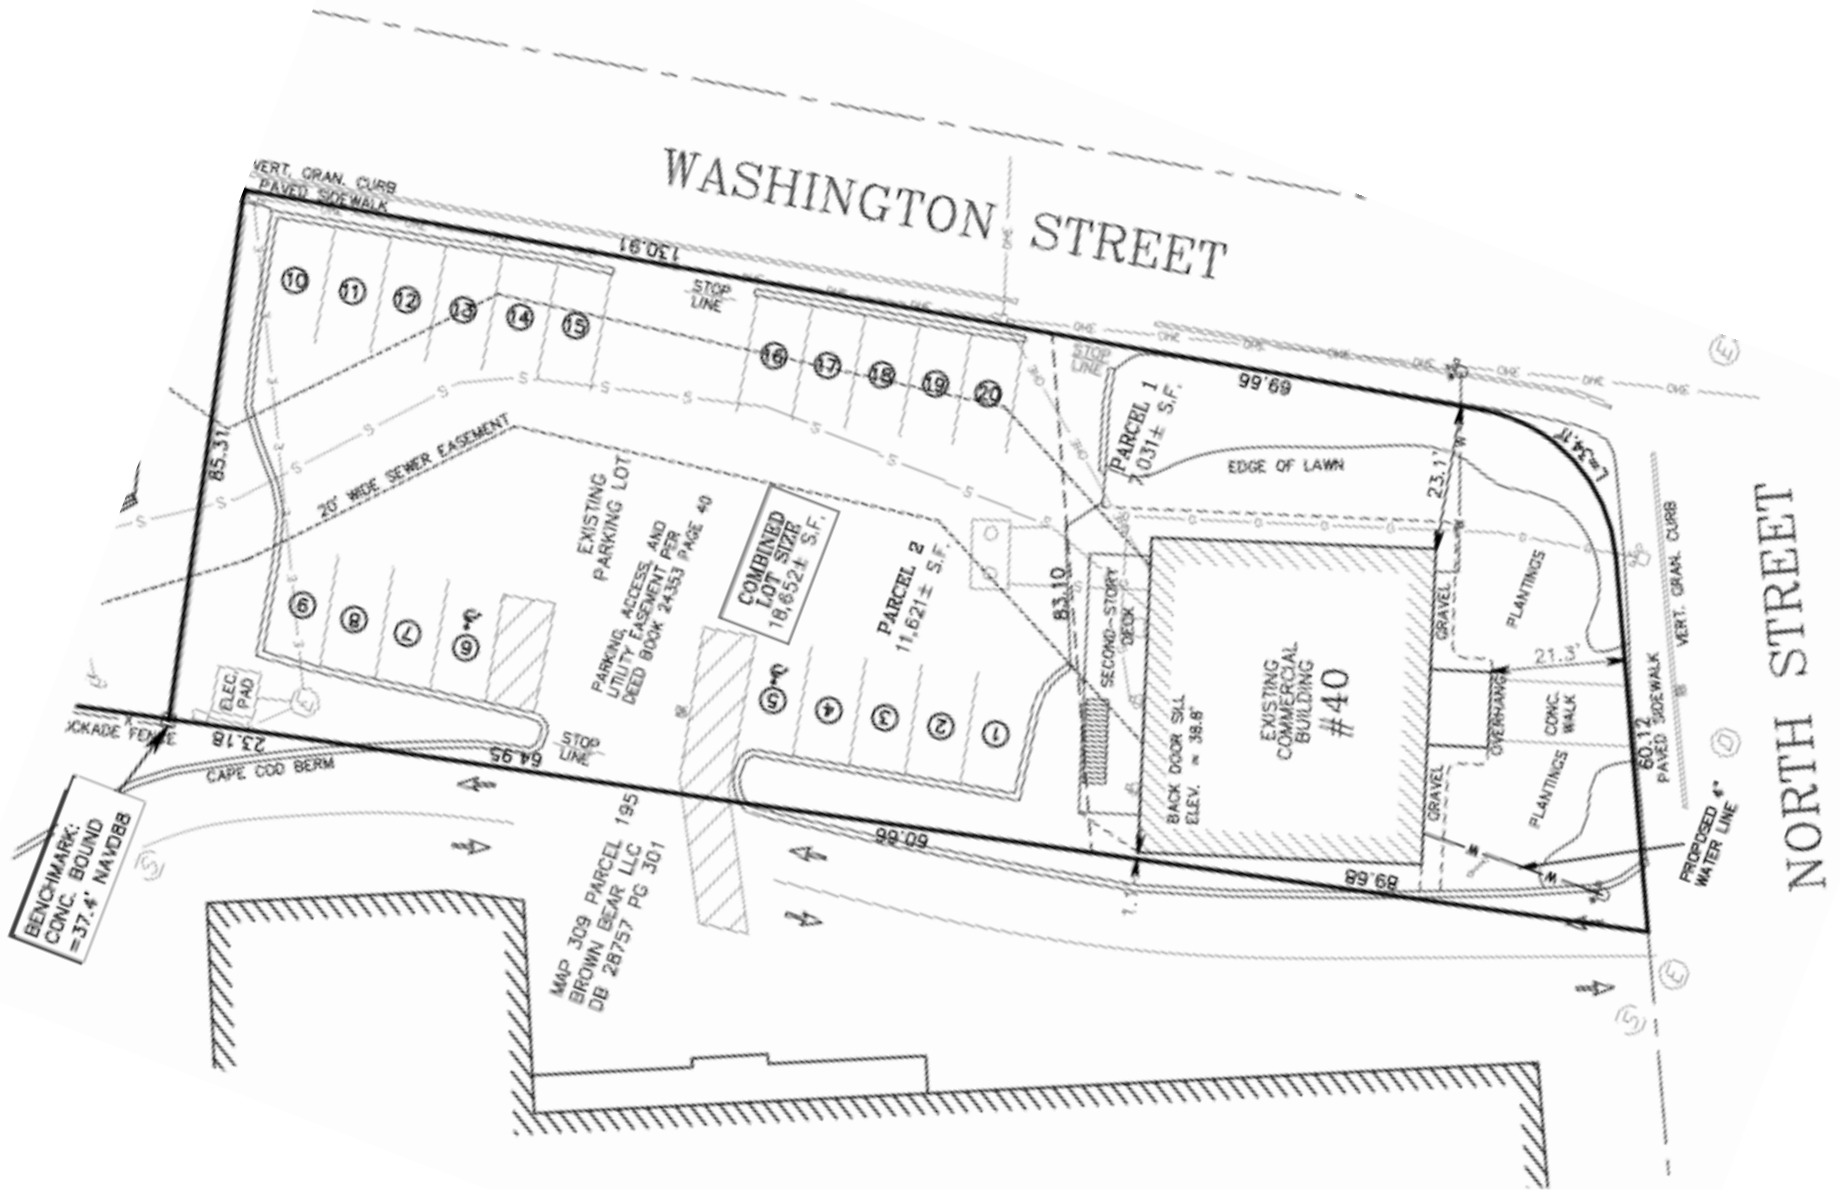 WASHINGTON STREET
VERT. GRAN. CURB
PAVED SIDEWALK
130.91
STOP
LINE
10
11
12
13
14
15
16
17
18
19
20
STOP
LINE
69.66
L=34.11'
85.31'
20' WIDE SEWER EASEMENT
EXISTING
PARKING LOT
PARKING, ACCESS, AND
UTILITY EASEMENT PER
DEED BOOK 24353 PAGE 40
COMBINED
LOT SIZE
18,652± S.F.
PARCEL 2
11,621± S.F.
PARCEL 1
7,031± S.F.
EDGE OF LAWN
23.1'
83.10
SECOND-STORY
DECK
BACK DOOR SILL
ELEV. = 38.8'
EXISTING
COMMERCIAL
BUILDING
#40
GRAVEL
GRAVEL
OVERHANG
PLANTINGS
21.3'
CONC.
WALK
PLANTINGS
60.12
PAVED SIDEWALK
VERT. GRAN. CURB
NORTH STREET
PROPOSED 4"
WATER LINE
9
8
7
6
5
4
3
2
1
ELEC.
PAD
OCKADE FENCE
23.18
64.95
STOP
LINE
CAPE COD BERM
60.66
89.68
BENCHMARK:
CONC. BOUND
=37.4' NAVD88
MAP 309 PARCEL 195
BROWN BEAR LLC
DB 28757 PG 301